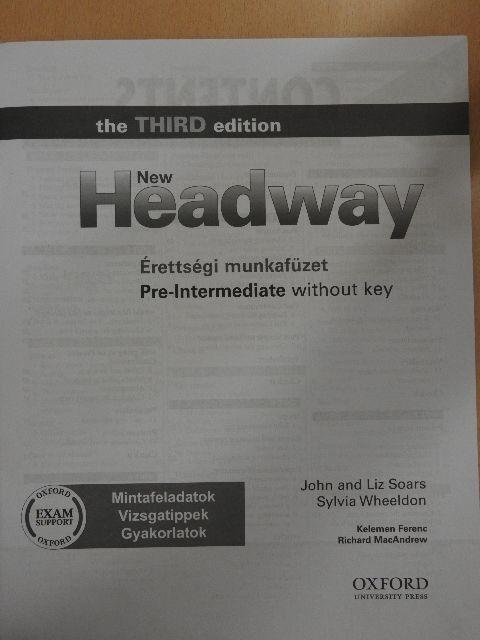 the THIRD edition
New
Headway
Érettségi munkafüzet
Pre-Intermediate without key
John and Liz Soars
Sylvia Wheeldon
OXFORD
EXAM
SUPPORT
OXFORD
Mintafeladatok
Vizsgatippek
Gyakorlatok
Kelemen Ferenc
Richard MacAndrew
OXFORD
UNIVERSITY PRESS